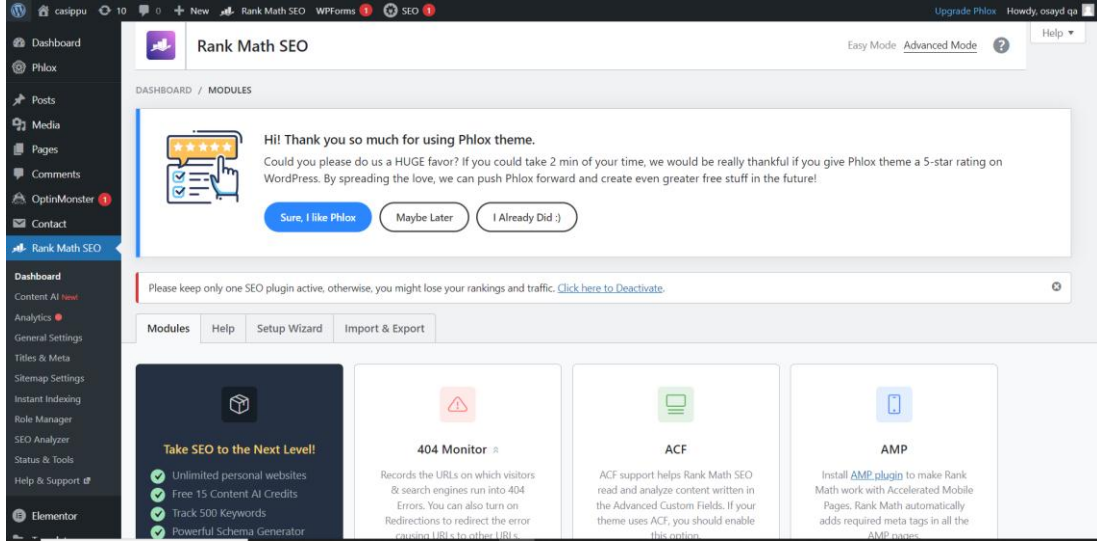 casippu 10 0 New Rank Math SEO WPForms 1 SEO 1 Upgrade Phlox Howdy, osayd qa
Dashboard
Phlox
Posts
Media
Pages
Comments
OptinMonster 1
Contact
Rank Math SEO
Dashboard
Content AI New!
Analytics
General Settings
Titles & Meta
Sitemap Settings
Instant Indexing
Role Manager
SEO Analyzer
Status & Tools
Help & Support
Elementor
Rank Math SEO
Easy Mode Advanced Mode ?
Help
DASHBOARD / MODULES
Hi! Thank you so much for using Phlox theme.
Could you please do us a HUGE favor? If you could take 2 min of your time, we would be really thankful if you give Phlox theme a 5-star rating on
WordPress. By spreading the love, we can push Phlox forward and create even greater free stuff in the future!
Sure, I like Phlox Maybe Later I Already Did :)
Please keep only one SEO plugin active, otherwise, you might lose your rankings and traffic. Click here to Deactivate.
Modules Help Setup Wizard Import & Export
Take SEO to the Next Level!
Unlimited personal websites
Free 15 Content AI Credits
Track 500 Keywords
Powerful Schema Generator
404 Monitor
Records the URLs on which visitors
& search engines run into 404
Errors. You can also turn on
Redirections to redirect the error
causing URLs to other URLs.
ACF
ACF support helps Rank Math SEO
read and analyze content written in
the Advanced Custom Fields. If your
theme uses ACF, you should enable
this option.
AMP
Install AMP plugin to make Rank
Math work with Accelerated Mobile
Pages. Rank Math automatically
adds required meta tags in all the
AMP pages.